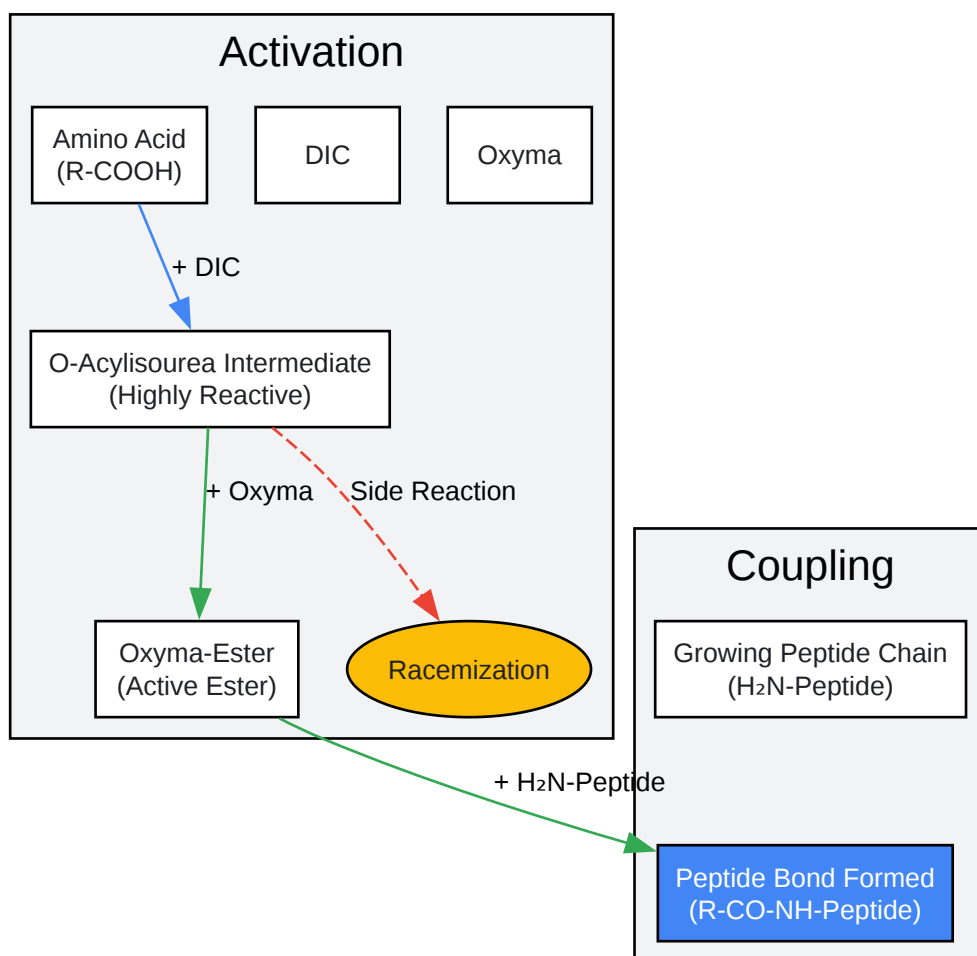 Activation
Amino Acid
(R-COOH)
DIC
Oxyma
+ DIC
O-Acylisourea Intermediate
(Highly Reactive)
+ Oxyma
Side Reaction
Oxyma-Ester
(Active Ester)
Racemization
Coupling
Growing Peptide Chain
(H₂N-Peptide)
+ H₂N-Peptide
Peptide Bond Formed
(R-CO-NH-Peptide)